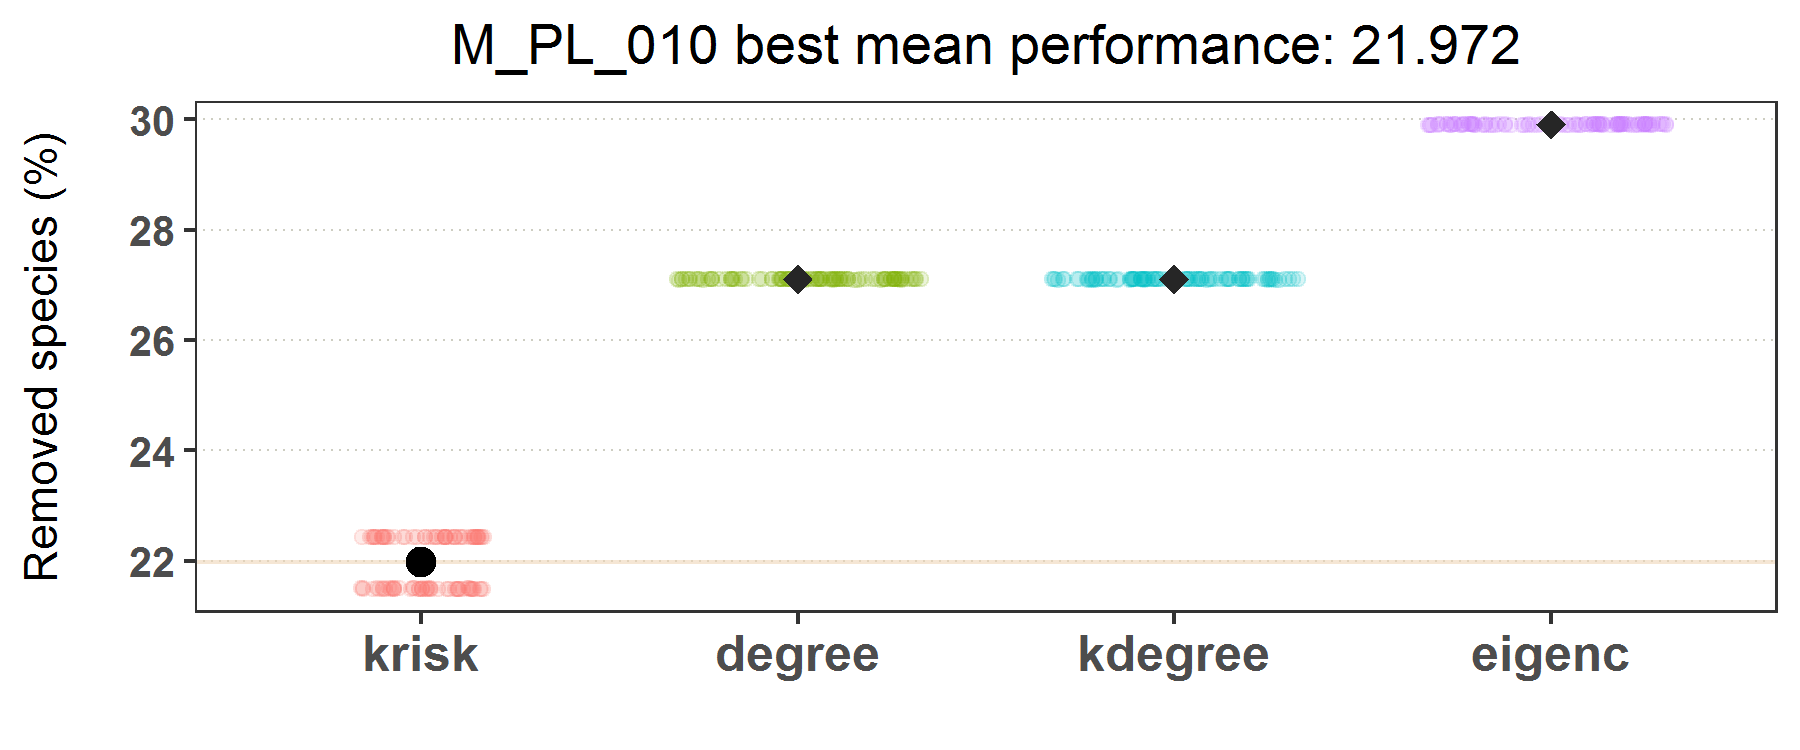 M_PL_010 best mean performance: 21.972
Removed species (%)
30
28
26
24
22
krisk
degree
kdegree
eigenc